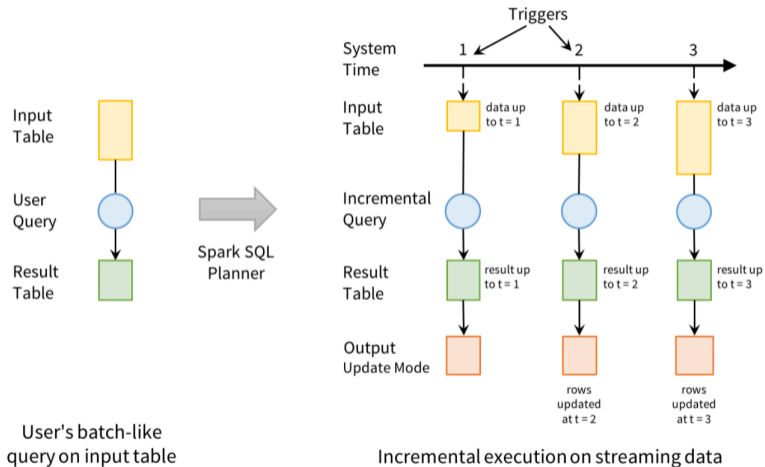 Triggers
System
Time
1
2
3
Input
Table
Input
Table
data up
to t = 1
data up
to t = 2
data up
to t = 3
User
Query
Spark SQL
Planner
Incremental
Query
Result
Table
Result
Table
result up
to t = 1
result up
to t = 2
result up
to t = 3
Output
Update Mode
rows
updated
at t = 2
rows
updated
at t = 3
User's batch-like
query on input table
Incremental execution on streaming data